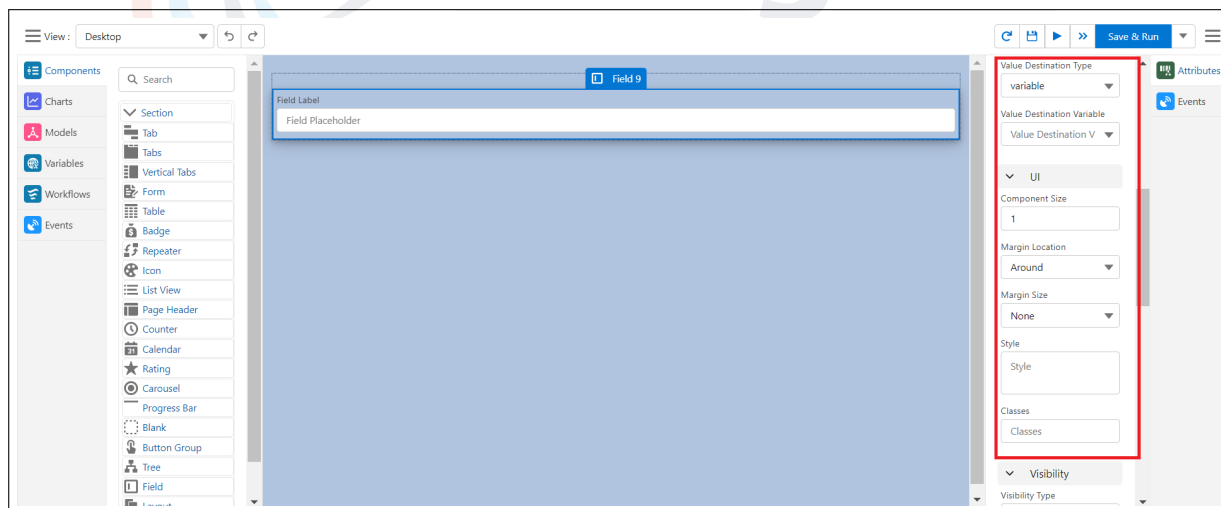 View :
Desktop
Save & Run
Components
Charts
Models
Variables
Workflows
Events
Search
Section
Tab
Tabs
Vertical Tabs
Form
Table
Badge
Repeater
Icon
List View
Page Header
Counter
Calendar
Rating
Carousel
Progress Bar
Blank
Button Group
Tree
Field
Layout
Field 9
Field Label
Field Placeholder
Value Destination Type
variable
Value Destination Variable
Value Destination V
UI
Component Size
1
Margin Location
Around
Margin Size
None
Style
Style
Classes
Classes
Visibility
Visibility Type
Attributes
Events